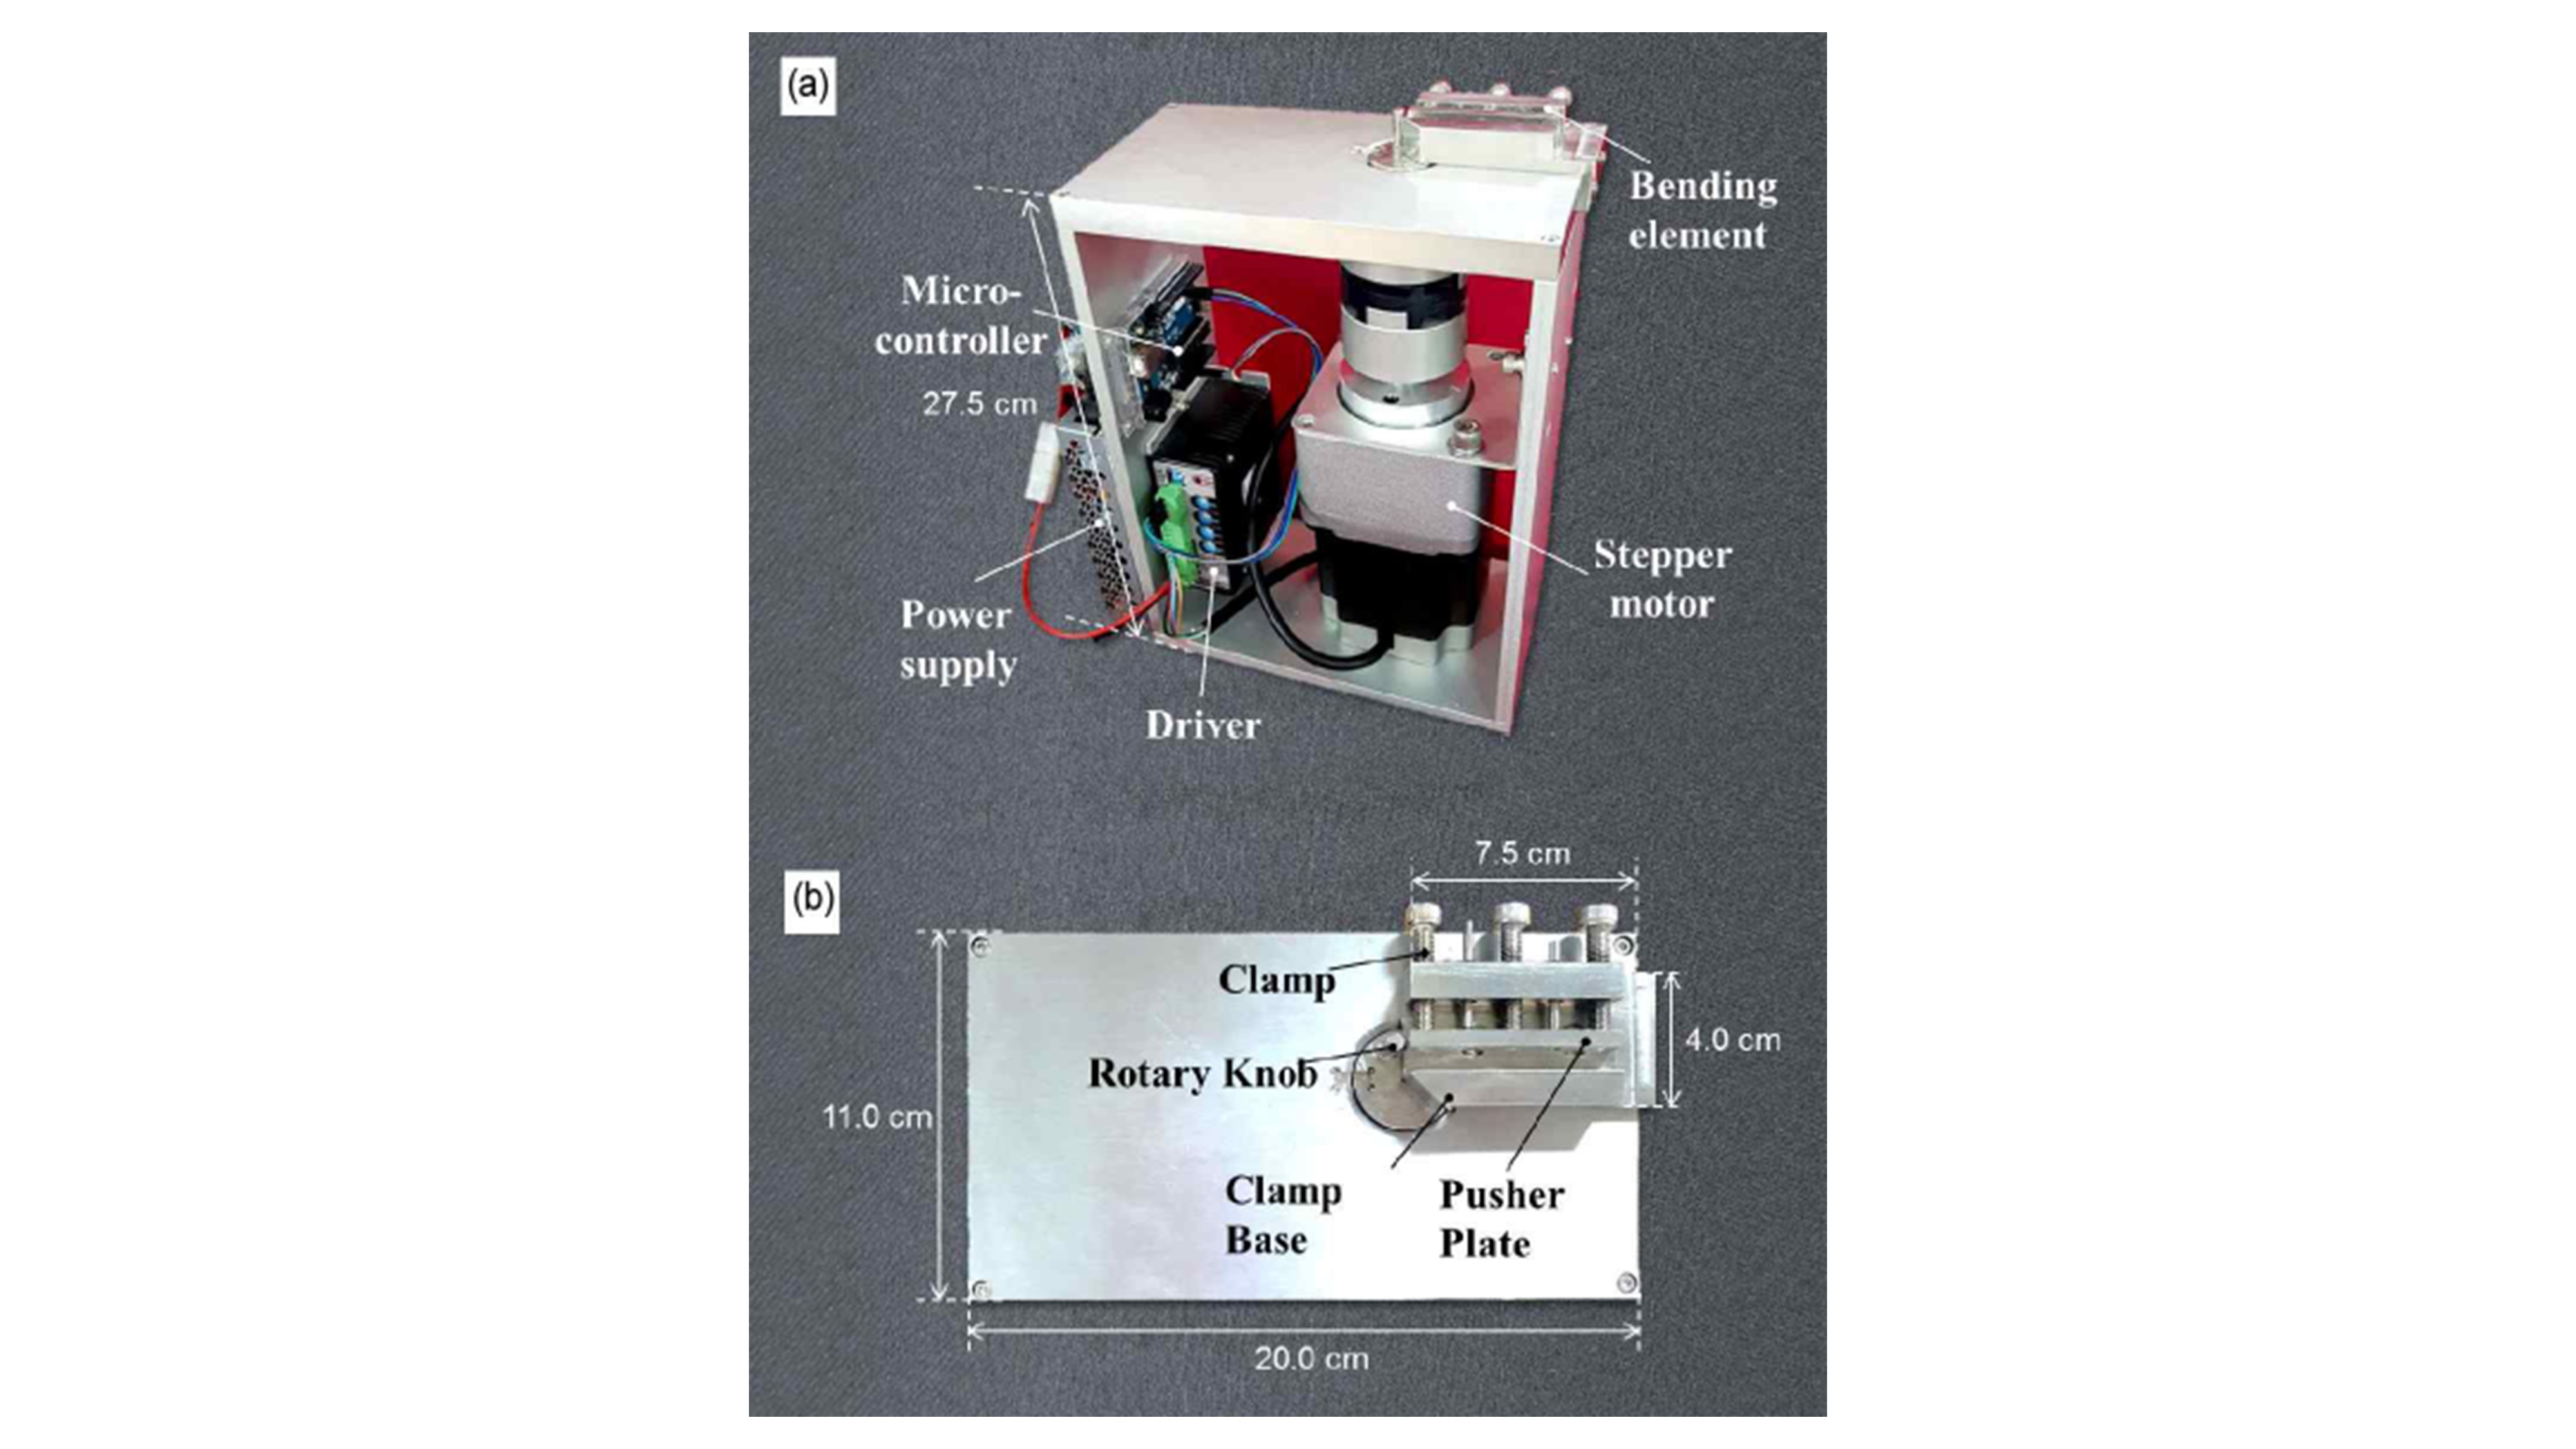 (a)
Bending
element
Micro-
controller
27.5 cm
Stepper
motor
Power
supply
Driver
7.5 cm
(b)
Clamp
4.0 cm
Rotary Knob
11.0 cm
Clamp
Base
Pusher
Plate
20.0 cm